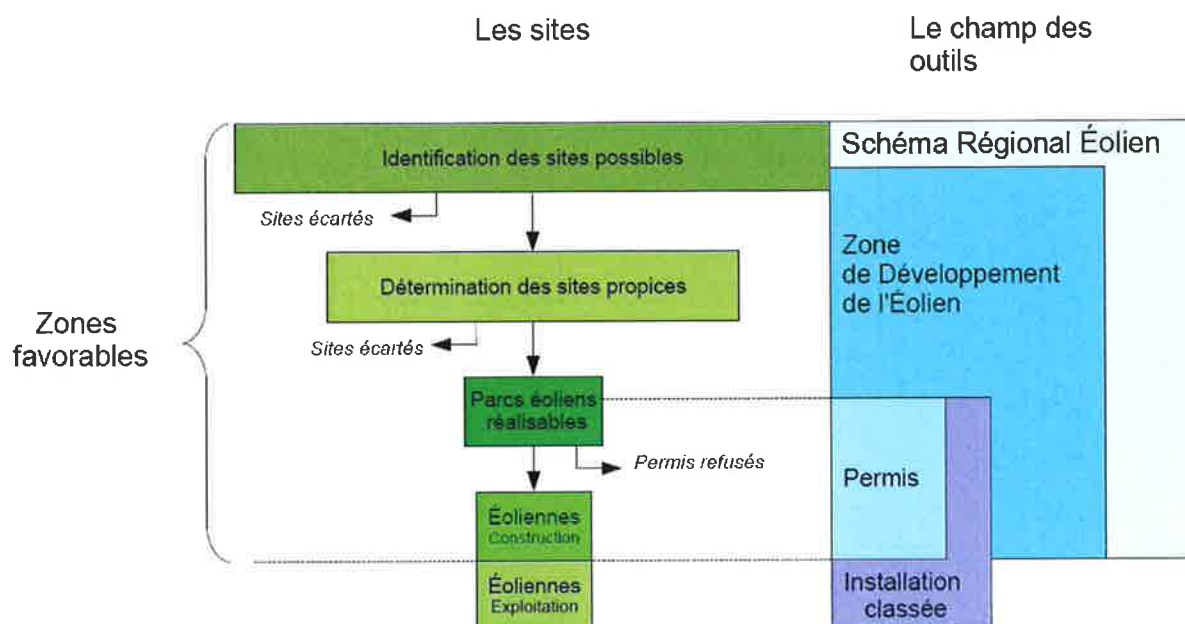 Les sites
Le champ des
outils
Identification des sites possibles
Schéma Régional Éolien
Sites écartés
Zone
de Développement
de l'Éolien
Détermination des sites propices
Zones
favorables
Sites écartés
Parcs éoliens
réalisables
Permis refusés
Permis
Éoliennes
Construction
Éoliennes
Exploitation
Installation
classée